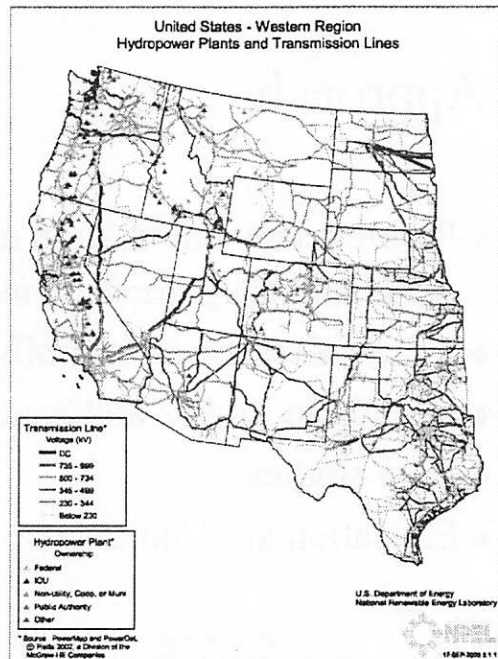 United States - Western Region
Hydropower Plants and Transmission Lines
Transmission Line*
Voltage (kV)
DC
735 - 999
500 - 734
345 - 499
230 - 344
Below 230
Hydropower Plant*
Ownership
Federal
IOU
Non-Utility, Coop, or Muni
Public Authority
Other
* Source: PowerMap and PowerDat,
© Platts 2002, a Division of the
McGraw Hill Companies
U.S. Department of Energy
National Renewable Energy Laboratory
NREL